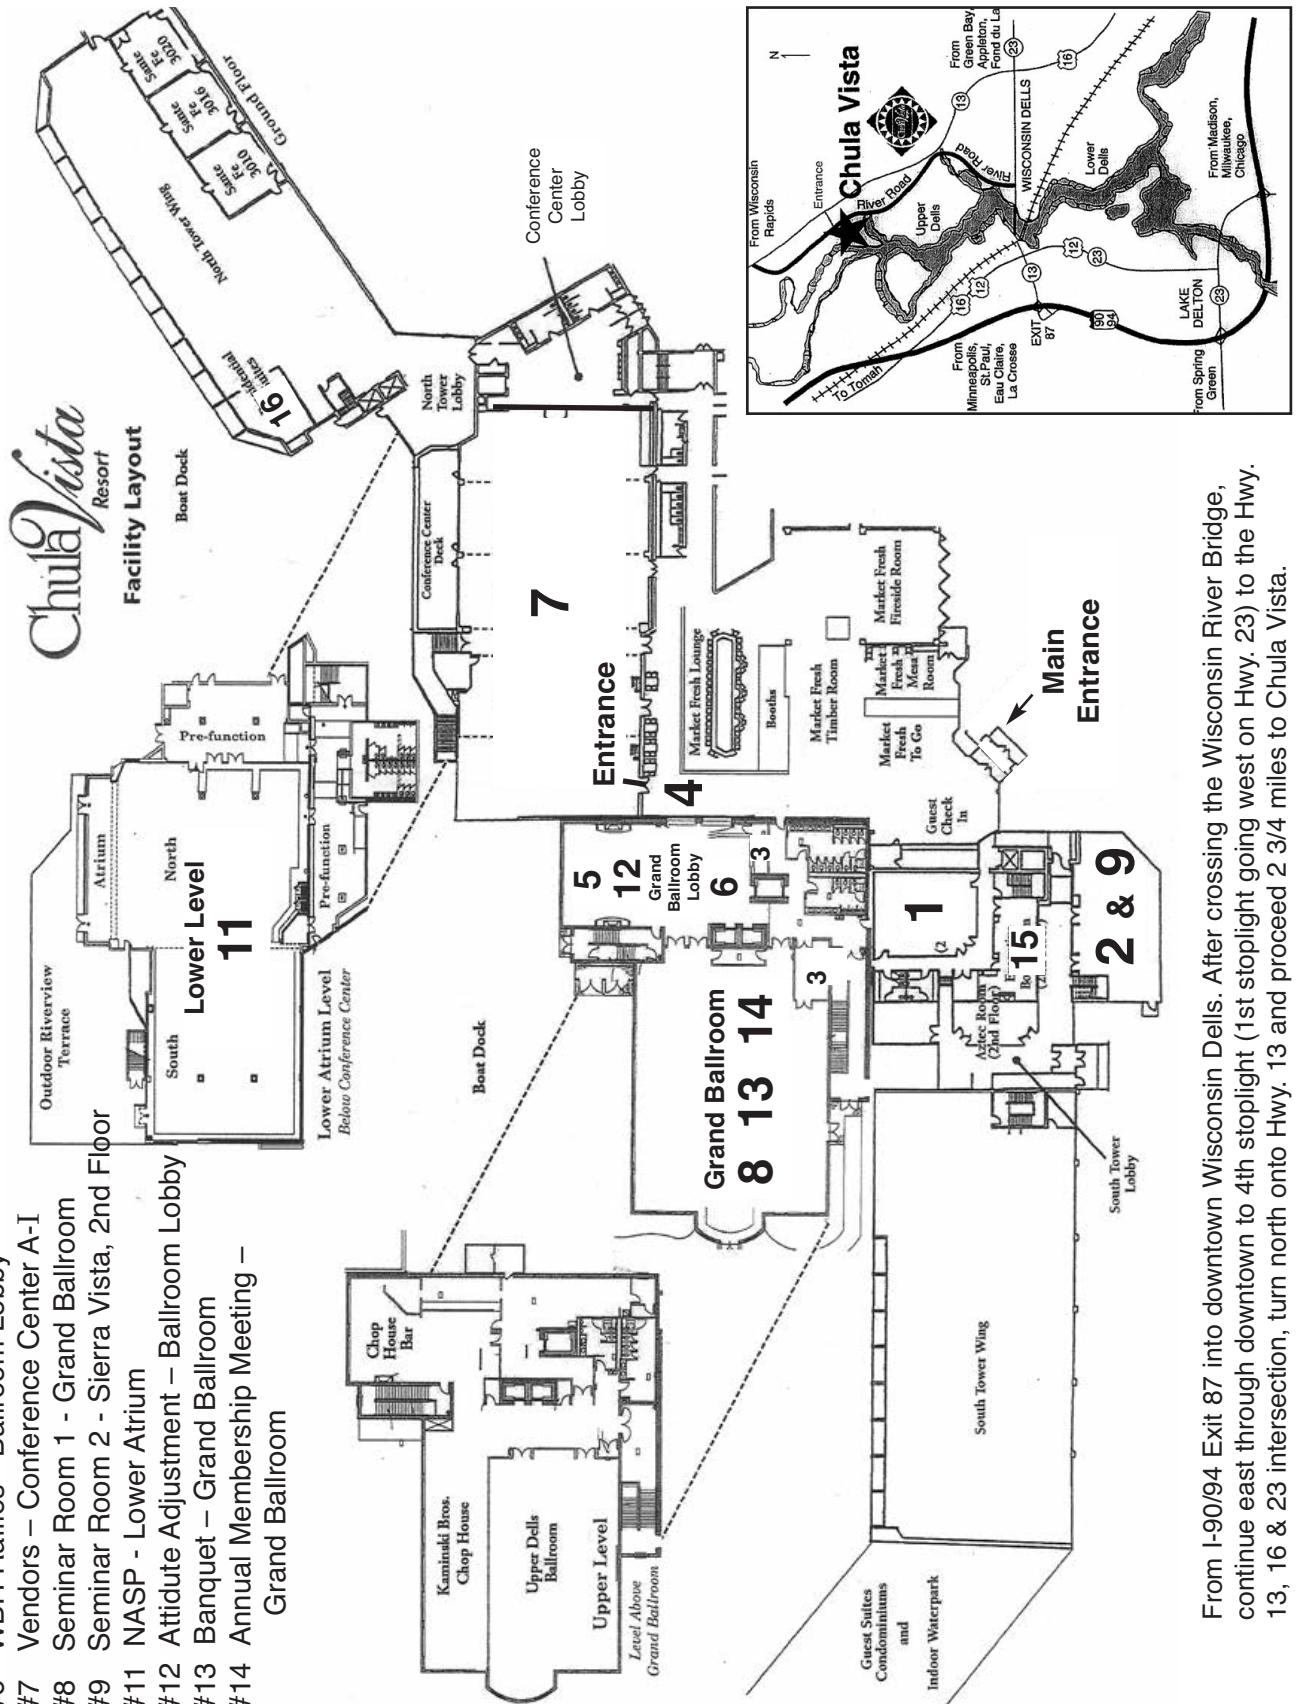 Chula Vista
Resort
Facility Layout
Boat Dock
North Tower Wing
Ground Floor
Sante
Fe
3010
Sante
Fe
3016
Sante
Fe
3020
16
North
Tower
Lobby
Conference
Center
Lobby
Conference Center
Deck
7
Entrance
4
Market Fresh Lounge
Booths
Market Fresh
Timber Room
Market Fresh
Fireside Room
Market
Fresh
Mesa
Room
Market
Fresh
To Go
Main
Entrance
Guest
Check
In
Outdoor Riverview
Terrace
Atrium
North
South
Lower Level
11
Pre-function
Pre-function
Lower Atrium Level
Below Conference Center
Boat Dock
5
12
Grand
Ballroom
Lobby
6
3
3
Grand Ballroom
8 13 14
1
(2
15
2 & 9
Aztec Room
(2nd Floor)
South Tower
Lobby
South Tower Wing
Guest Suites
Condominiums
and
Indoor Waterpark
Chop
House
Bar
Kaminski Bros.
Chop House
Upper Dells
Ballroom
Upper Level
Level Above
Grand Ballroom
#7 Vendors – Conference Center A-I
#8 Seminar Room 1 - Grand Ballroom
#9 Seminar Room 2 - Sierra Vista, 2nd Floor
#11 NASP - Lower Atrium
#12 Attidute Adjustment – Ballroom Lobby
#13 Banquet – Grand Ballroom
#14 Annual Membership Meeting –
Grand Ballroom
N
From Wisconsin
Rapids
Entrance
Chula Vista
River Road
River Road
Upper
Dells
Lower
Dells
WISCONSIN DELLS
From
Green Bay,
Appleton,
Fond du La
13
23
16
16
12
13
12
23
EXIT
87
90
94
To Tomah
From
Minneapolis,
St.Paul,
Eau Claire,
La Crosse
LAKE
DELTON
23
From Spring
Green
From Madison,
Milwaukee,
Chicago
From I-90/94 Exit 87 into downtown Wisconsin Dells. After crossing the Wisconsin River Bridge,
continue east through downtown to 4th stoplight (1st stoplight going west on Hwy. 23) to the Hwy.
13, 16 & 23 intersection, turn north onto Hwy. 13 and proceed 2 3/4 miles to Chula Vista.